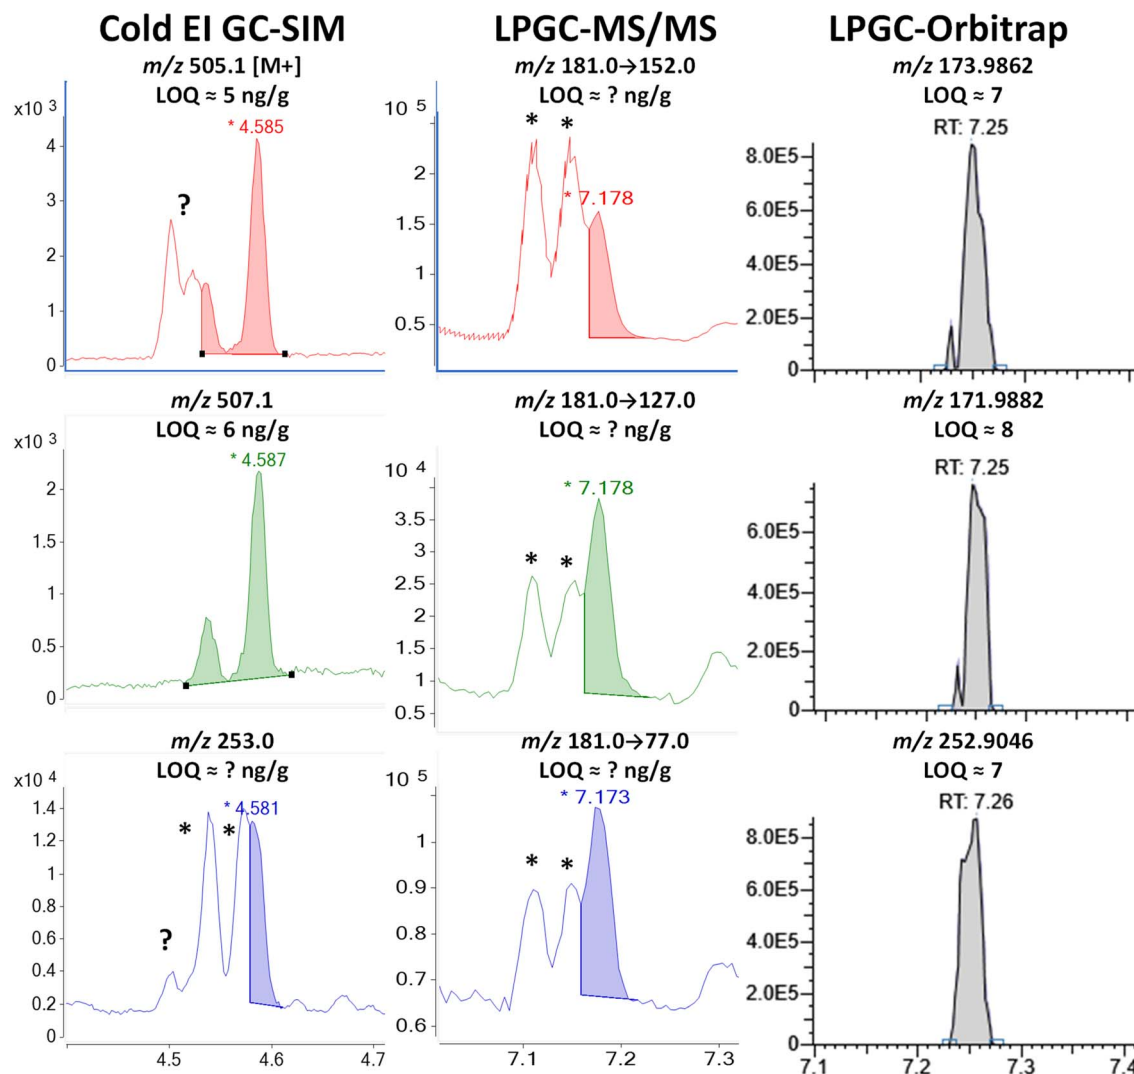 Cold EI GC-SIM
m/z 505.1 [M+]
LOQ ≈ 5 ng/g
x10 3
* 4.585
4
3
?
2
1
0
m/z 507.1
LOQ ≈ 6 ng/g
x10 3
* 4.587
2
1.5
1
0.5
0
m/z 253.0
LOQ ≈ ? ng/g
x10 4
* 4.581
1.4
1.2
* *
1
0.8
0.6
?
0.4
0.2
0
4.5 4.6 4.7
LPGC-MS/MS
m/z 181.0→152.0
LOQ ≈ ? ng/g
10 5
* *
2
* 7.178
1.5
1
0.5
m/z 181.0→127.0
LOQ ≈ ? ng/g
10 4
* 7.178
3.5
3
* *
2.5
2
1.5
1
0.5
m/z 181.0→77.0
LOQ ≈ ? ng/g
10 5
* 7.173
1
* *
0.9
0.8
0.7
0.6
7.1 7.2 7.3
LPGC-Orbitrap
m/z 173.9862
LOQ ≈ 7
RT: 7.25
8.0E5
6.0E5
4.0E5
2.0E5
0
m/z 171.9882
LOQ ≈ 8
RT: 7.25
6.0E5
4.0E5
2.0E5
0
m/z 252.9046
LOQ ≈ 7
RT: 7.26
8.0E5
6.0E5
4.0E5
2.0E5
0
7.1 7.2 7.3 7.4